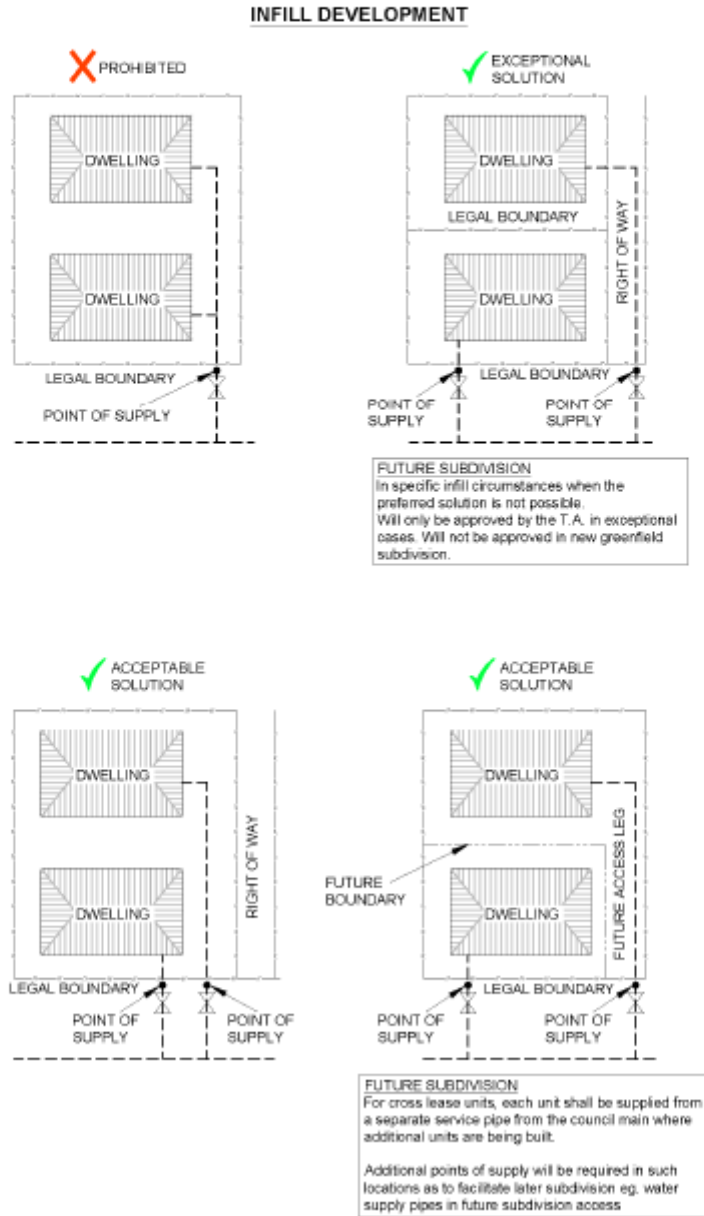 INFILL DEVELOPMENT
PROHIBITED
DWELLING
DWELLING
LEGAL BOUNDARY
POINT OF SUPPLY
EXCEPTIONAL
SOLUTION
DWELLING
LEGAL BOUNDARY
DWELLING
RIGHT OF WAY
LEGAL BOUNDARY
POINT OF
SUPPLY
POINT OF
SUPPLY
FUTURE SUBDIVISION
In specific infill circumstances when the
preferred solution is not possible.
Will only be approved by the T.A. in exceptional
cases. Will not be approved in new greenfield
subdivision.
ACCEPTABLE
SOLUTION
DWELLING
DWELLING
RIGHT OF WAY
LEGAL BOUNDARY
POINT OF
SUPPLY
POINT OF
SUPPLY
ACCEPTABLE
SOLUTION
DWELLING
FUTURE
BOUNDARY
DWELLING
FUTURE ACCESS LEG
LEGAL BOUNDARY
POINT OF
SUPPLY
POINT OF
SUPPLY
FUTURE SUBDIVISION
For cross lease units, each unit shall be supplied from
a separate service pipe from the council main where
additional units are being built.
Additional points of supply will be required in such
locations as to facilitate later subdivision eg. water
supply pipes in future subdivision access